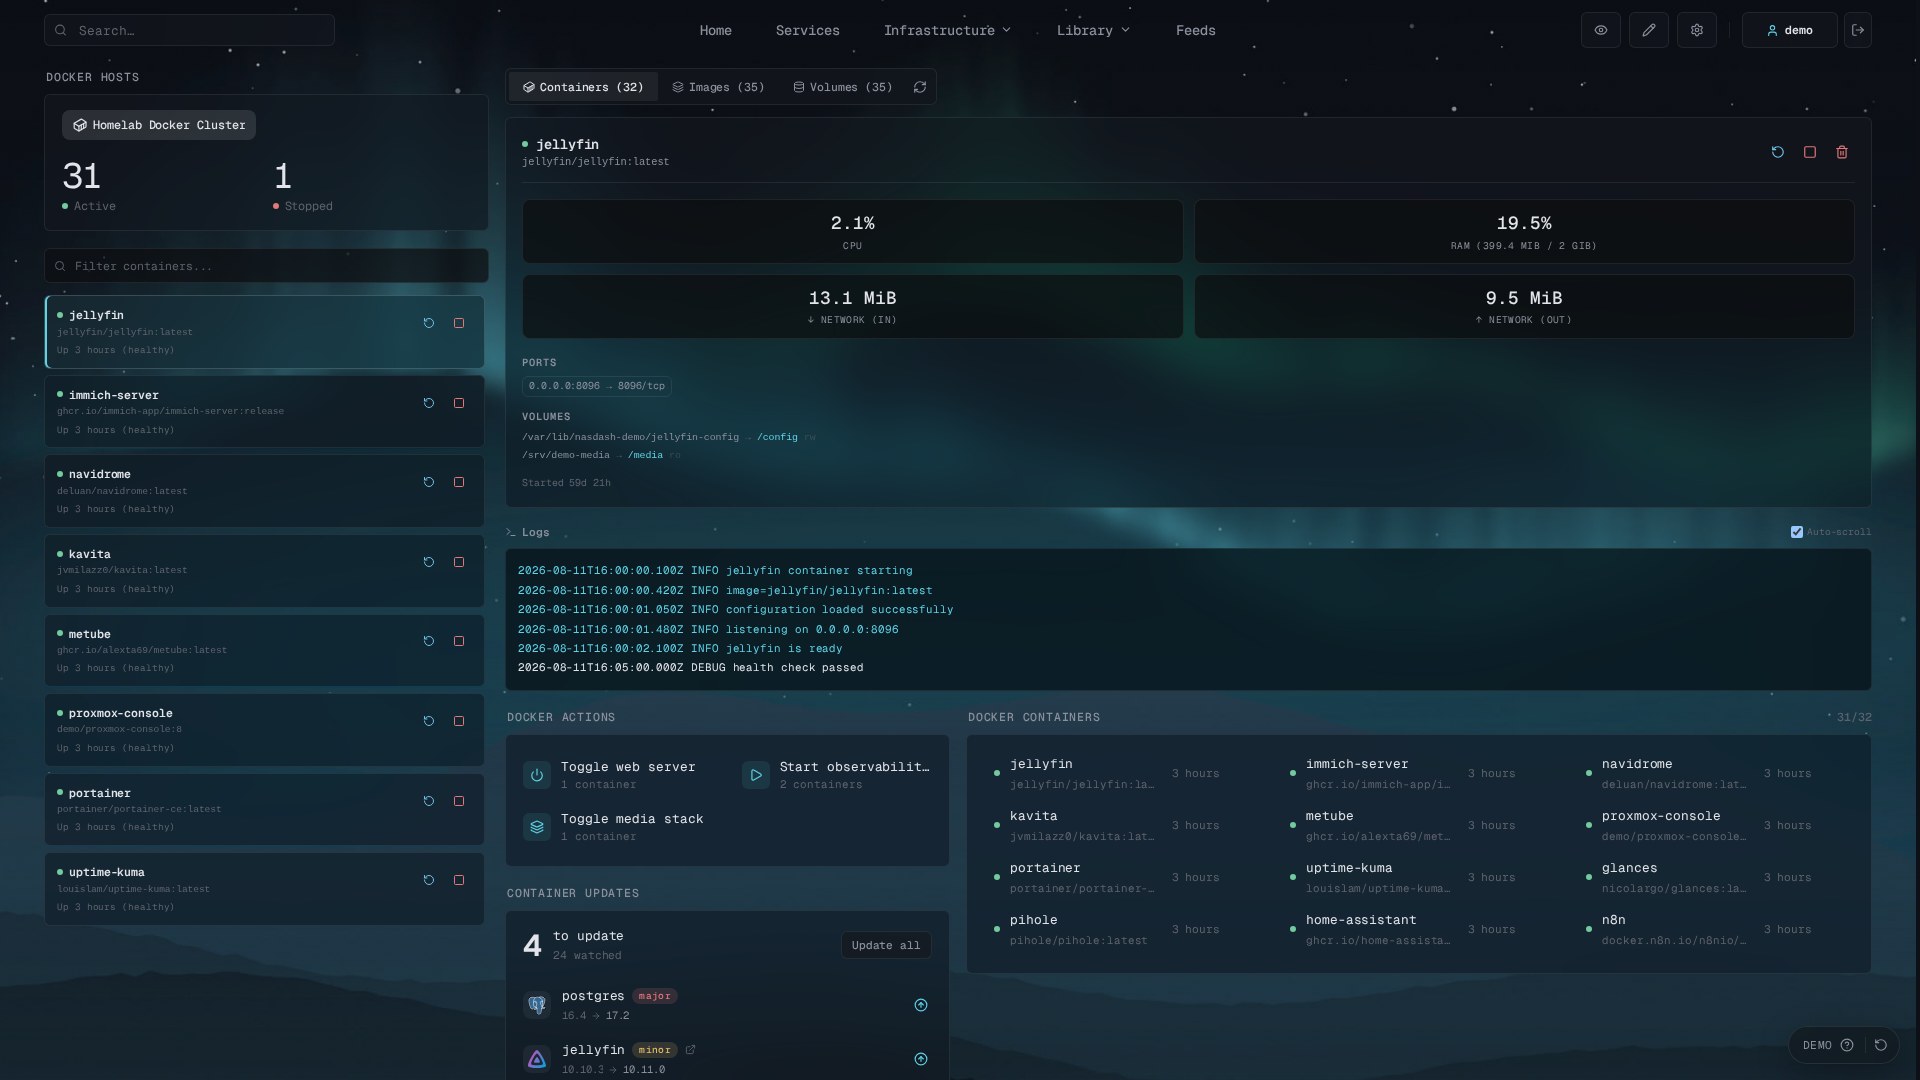 Search…
Home
Services
Infrastructure
Library
Feeds
demo
DOCKER HOSTS
Homelab Docker Cluster
31
Active
1
Stopped
Filter containers...
jellyfin
jellyfin/jellyfin:latest
Up 3 hours (healthy)
immich-server
ghcr.io/immich-app/immich-server:release
Up 3 hours (healthy)
navidrome
deluan/navidrome:latest
Up 3 hours (healthy)
kavita
jvmilazz0/kavita:latest
Up 3 hours (healthy)
metube
ghcr.io/alexta69/metube:latest
Up 3 hours (healthy)
proxmox-console
demo/proxmox-console:8
Up 3 hours (healthy)
portainer
portainer/portainer-ce:latest
Up 3 hours (healthy)
uptime-kuma
louislam/uptime-kuma:latest
Up 3 hours (healthy)
Containers (32)
Images (35)
Volumes (35)
jellyfin
jellyfin/jellyfin:latest
2.1%
CPU
19.5%
RAM (399.4 MIB / 2 GIB)
13.1 MiB
↓ NETWORK (IN)
9.5 MiB
↑ NETWORK (OUT)
PORTS
0.0.0.0:8096 → 8096/tcp
VOLUMES
/var/lib/nasdash-demo/jellyfin-config → /config rw
/srv/demo-media → /media ro
Started 59d 21h
Logs
Auto-scroll
2026-08-11T16:00:00.100Z INFO jellyfin container starting
2026-08-11T16:00:00.420Z INFO image=jellyfin/jellyfin:latest
2026-08-11T16:00:01.050Z INFO configuration loaded successfully
2026-08-11T16:00:01.480Z INFO listening on 0.0.0.0:8096
2026-08-11T16:00:02.100Z INFO jellyfin is ready
2026-08-11T16:05:00.000Z DEBUG health check passed
DOCKER ACTIONS
Toggle web server
1 container
Start observabilit…
2 containers
Toggle media stack
1 container
CONTAINER UPDATES
4
to update
24 watched
Update all
postgres major
16.4 → 17.2
jellyfin minor
10.10.3 → 10.11.0
DOCKER CONTAINERS
31/32
jellyfin
jellyfin/jellyfin:la…
3 hours
immich-server
ghcr.io/immich-app/i…
3 hours
navidrome
deluan/navidrome:lat…
3 hours
kavita
jvmilazz0/kavita:lat…
3 hours
metube
ghcr.io/alexta69/met…
3 hours
proxmox-console
demo/proxmox-console…
3 hours
portainer
portainer/portainer-…
3 hours
uptime-kuma
louislam/uptime-kuma…
3 hours
glances
nicolargo/glances:la…
3 hours
pihole
pihole/pihole:latest
3 hours
home-assistant
ghcr.io/home-assista…
3 hours
n8n
docker.n8n.io/n8nio/…
3 hours
DEMO